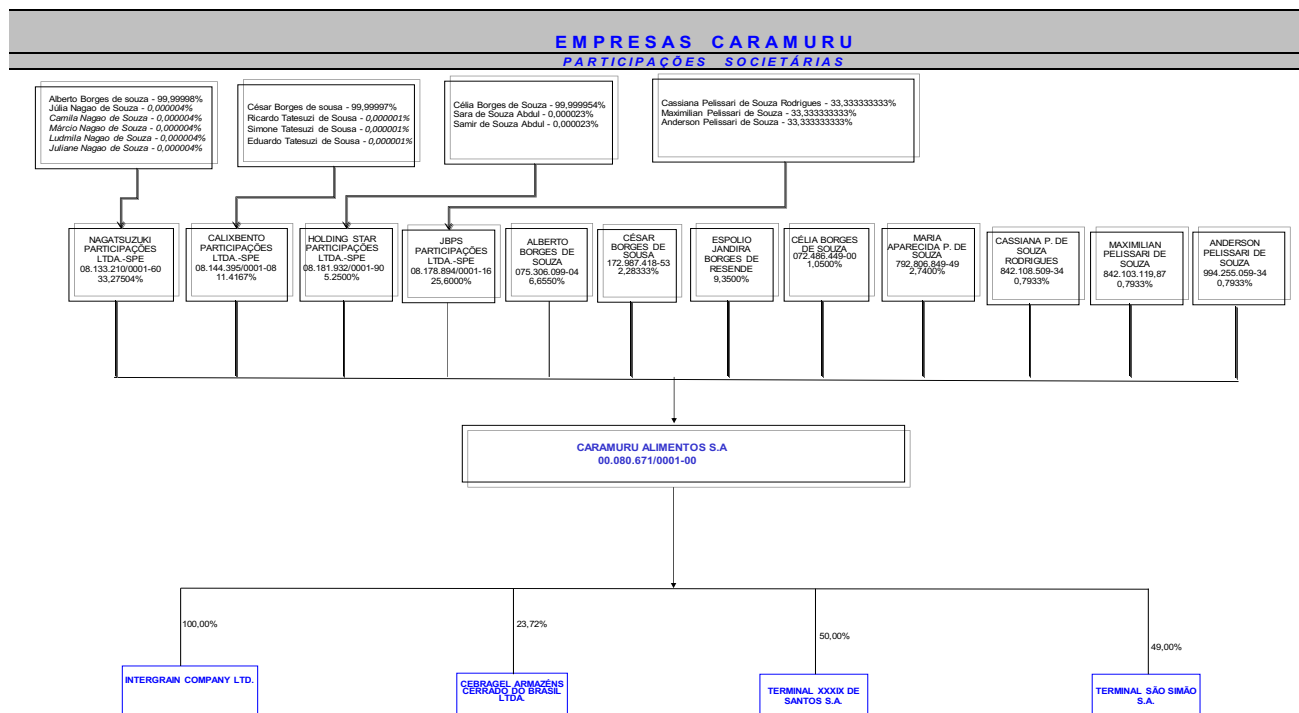 EMPRESAS CARAMURU
PARTICIPAÇÕES SOCIETÁRIAS
Alberto Borges de souza - 99,99998%
Júlia Nagao de Souza - 0,000004%
Camila Nagao de Souza - 0,000004%
Márcio Nagao de Souza - 0,000004%
Ludmila Nagao de Souza - 0,000004%
Juliane Nagao de Souza - 0,000004%
César Borges de sousa - 99,99997%
Ricardo Tatesuzi de Sousa - 0,000001%
Simone Tatesuzi de Sousa - 0,000001%
Eduardo Tatesuzi de Sousa - 0,000001%
Célia Borges de Souza - 99,999954%
Sara de Souza Abdul - 0,000023%
Samir de Souza Abdul - 0,000023%
Cassiana Pelissari de Souza Rodrigues - 33,333333333%
Maximilian Pelissari de Souza - 33,333333333%
Anderson Pelissari de Souza - 33,333333333%
NAGATSUZUKI
PARTICIPAÇÕES
LTDA.-SPE
08.133.210/0001-60
33,27504%
CALIXBENTO
PARTICIPAÇÕES
LTDA.-SPE
08.144.395/0001-08
11.4167%
HOLDING STAR
PARTICIPAÇÕES
LTDA.-SPE
08.181.932/0001-90
5.2500%
JBPS
PARTICIPAÇÕES
LTDA.-SPE
08.178.894/0001-16
25,6000%
ALBERTO
BORGES DE
SOUZA
075.306.099-04
6,6550%
CÉSAR
BORGES DE
SOUSA
172.987.418-53
2,28333%
ESPOLIO
JANDIRA
BORGES DE
RESENDE
9,3500%
CÉLIA BORGES
DE SOUZA
072.486.449-00
1,0500%
MARIA
APARECIDA P. DE
SOUZA
792,806,849-49
2,7400%
CASSIANA P. DE
SOUZA
RODRIGUES
842.108.509-34
0,7933%
MAXIMILIAN
PELISSARI DE
SOUZA
842.103.119,87
0,7933%
ANDERSON
PELISSARI DE
SOUZA
994.255.059-34
0,7933%
CARAMURU ALIMENTOS S.A
00.080.671/0001-00
100,00%
23,72%
50,00%
49,00%
INTERGRAIN COMPANY LTD.
CEBRAGEL ARMAZÉNS
CERRADO DO BRASIL
LTDA.
TERMINAL XXXIX DE
SANTOS S.A.
TERMINAL SÃO SIMÃO
S.A.